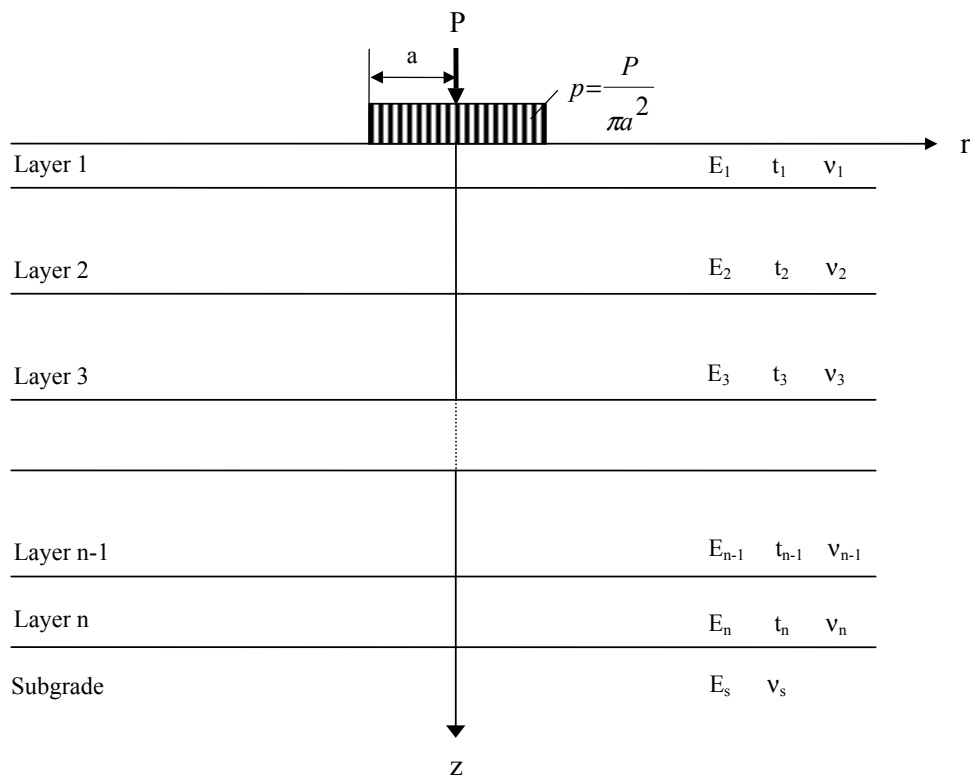 P
a
p=P/πa²
r
Layer 1 E₁ t₁ ν₁
Layer 2 E₂ t₂ ν₂
Layer 3 E₃ t₃ ν₃
Layer n-1 Eₙ₋₁ tₙ₋₁ νₙ₋₁
Layer n Eₙ tₙ νₙ
Subgrade Eₛ νₛ
z